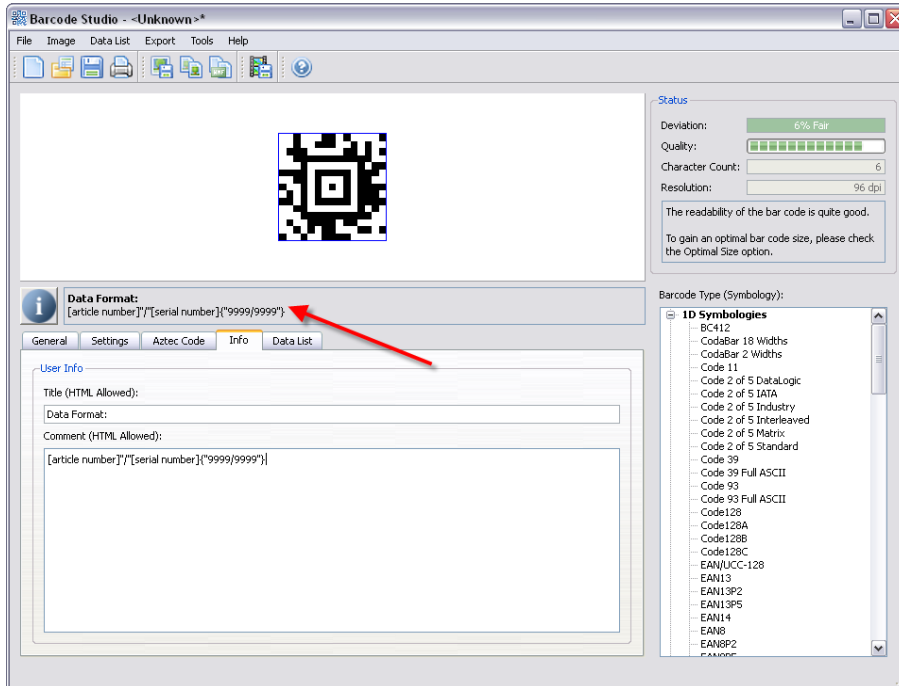 Barcode Studio - <Unknown>*
File Image Data List Export Tools Help
Status
Deviation: 6% Fair
Quality:
Character Count: 6
Resolution: 96 dpi
The readability of the bar code is quite good.
To gain an optimal bar code size, please check
the Optimal Size option.
Data Format:
[article number]"/"[serial number]{"9999/9999"}
General Settings Aztec Code Info Data List
User Info
Title (HTML Allowed):
Data Format:
Comment (HTML Allowed):
[article number]"/"[serial number]{"9999/9999"}
Barcode Type (Symbology):
1D Symbologies
BC412
CodaBar 18 Widths
CodaBar 2 Widths
Code 11
Code 2 of 5 DataLogic
Code 2 of 5 IATA
Code 2 of 5 Industry
Code 2 of 5 Interleaved
Code 2 of 5 Matrix
Code 2 of 5 Standard
Code 39
Code 39 Full ASCII
Code 93
Code 93 Full ASCII
Code128
Code128A
Code128B
Code128C
EAN/UCC-128
EAN13
EAN13P2
EAN13P5
EAN14
EAN8
EAN8P2